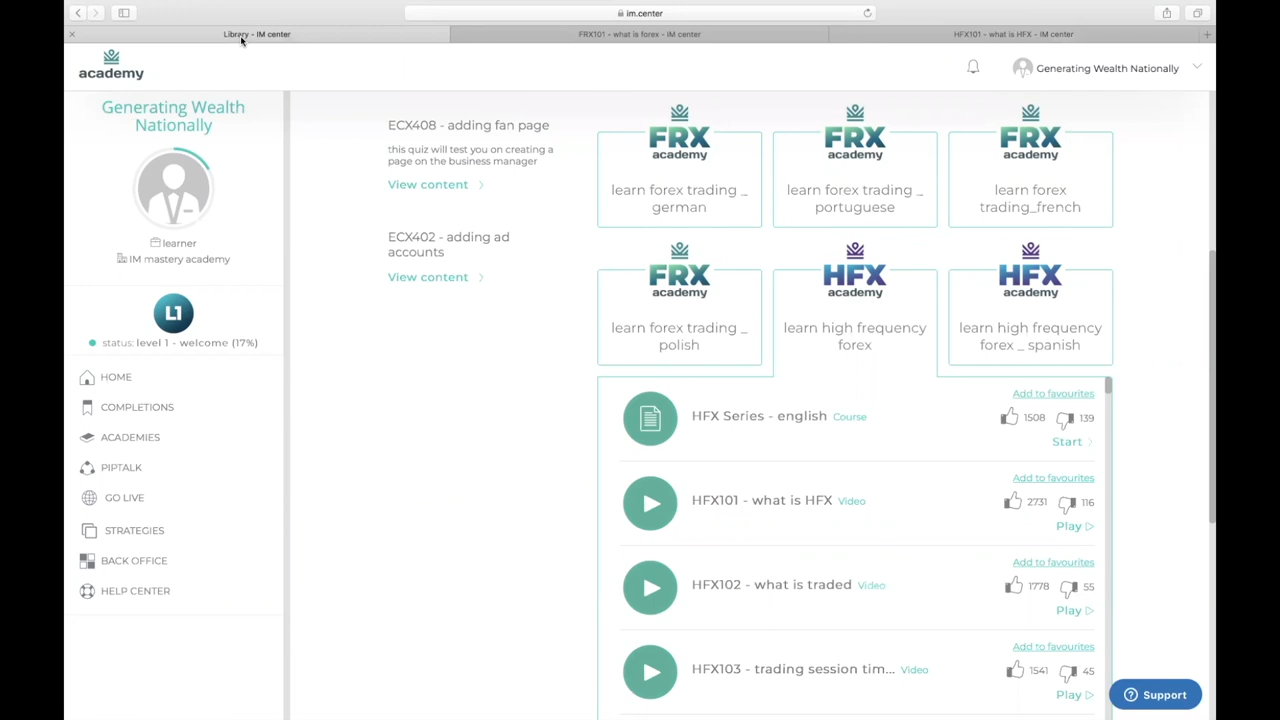 im.center
Library - IM center
FRX101 - what is forex - IM center
HFX101 - what is HFX - IM center
academy
Generating Wealth Nationally
Generating Wealth
Nationally
learner
IM mastery academy
L1
status: level 1 - welcome (17%)
HOME
COMPLETIONS
ACADEMIES
PIPTALK
GO LIVE
STRATEGIES
BACK OFFICE
HELP CENTER
ECX408 - adding fan page
this quiz will test you on creating a
page on the business manager
View content
ECX402 - adding ad
accounts
View content
FRX
academy
learn forex trading _
german
FRX
academy
learn forex trading _
portuguese
FRX
academy
learn forex
trading_french
FRX
academy
learn forex trading _
polish
HFX
academy
learn high frequency
forex
HFX
academy
learn high frequency
forex _ spanish
Add to favourites
HFX Series - english Course
1508 139
Start
Add to favourites
HFX101 - what is HFX Video
2731 116
Play
Add to favourites
HFX102 - what is traded Video
1778 55
Play
Add to favourites
HFX103 - trading session tim... Video
1541 45
Play
Support